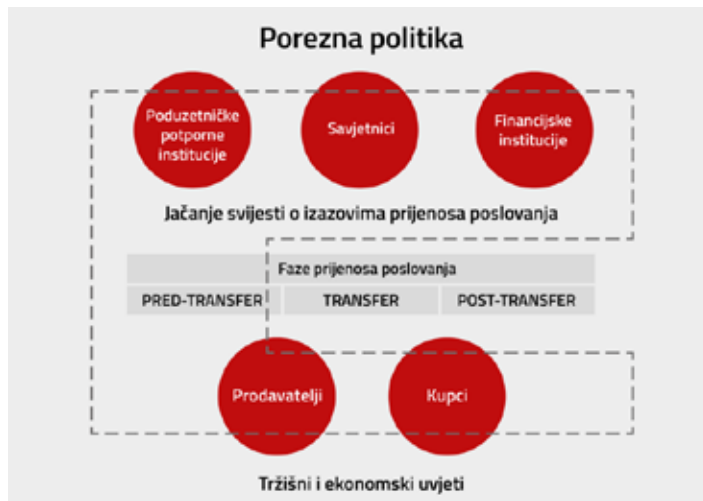 Porezna politika
Poduzetničke
potporne
institucije
Savjetnici
Financijske
institucije
Jačanje svijesti o izazovima prijenosa poslovanja
Faze prijenosa poslovanja
PRED-TRANSFER
TRANSFER
POST-TRANSFER
Prodavatelji
Kupci
Tržišni i ekonomski uvjeti